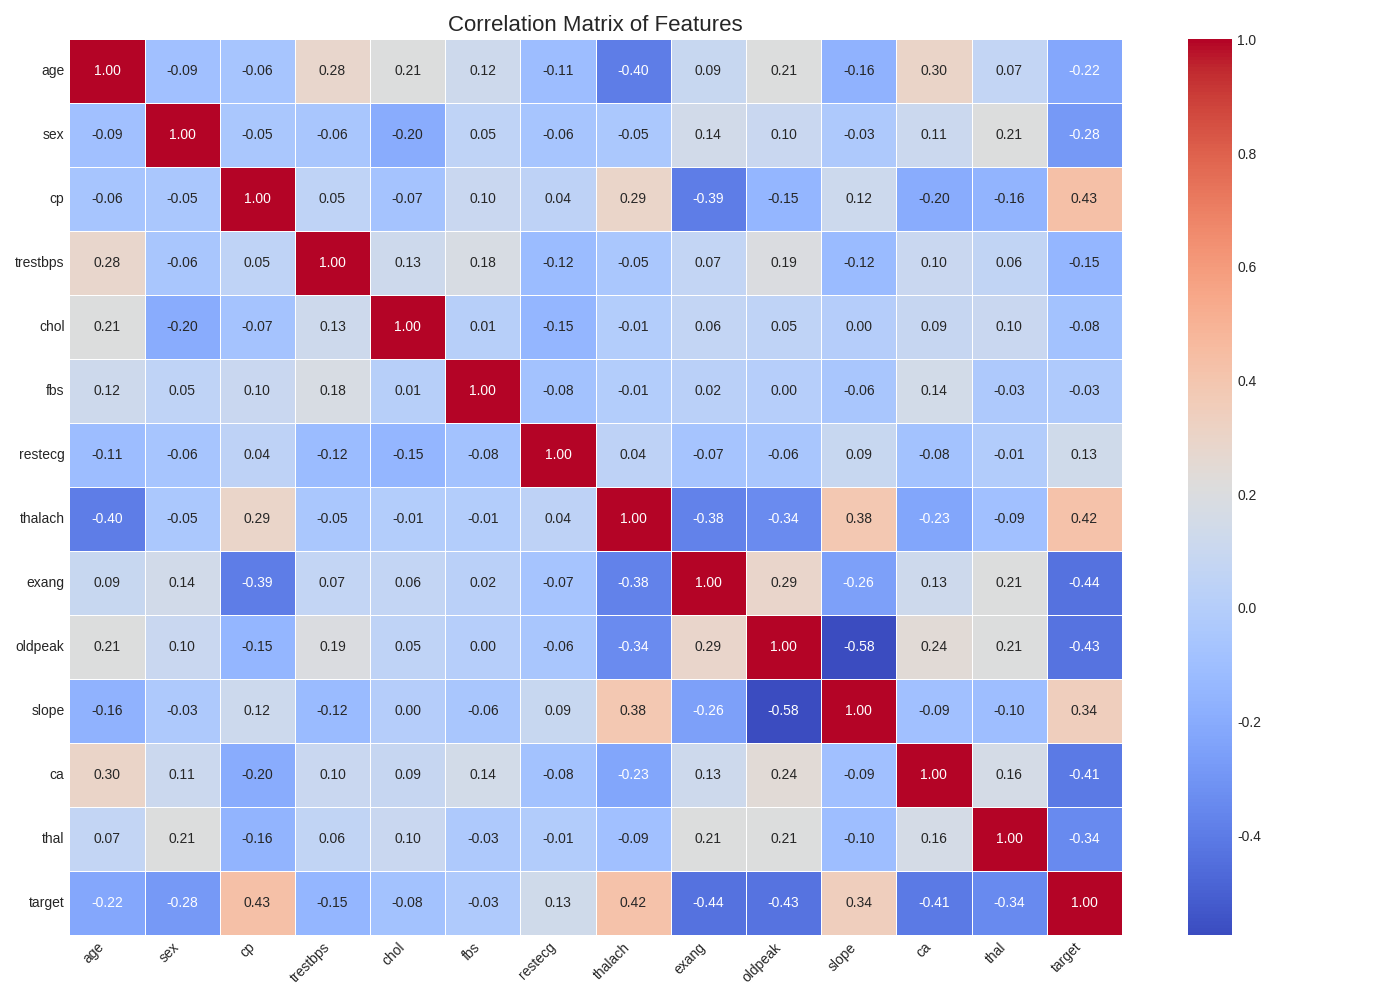 Correlation Matrix of Features
age 1.00 -0.09 -0.06 0.28 0.21 0.12 -0.11 -0.40 0.09 0.21 -0.16 0.30 0.07 -0.22
sex -0.09 1.00 -0.05 -0.06 -0.20 0.05 -0.06 -0.05 0.14 0.10 -0.03 0.11 0.21 -0.28
cp -0.06 -0.05 1.00 0.05 -0.07 0.10 0.04 0.29 -0.39 -0.15 0.12 -0.20 -0.16 0.43
trestbps 0.28 -0.06 0.05 1.00 0.13 0.18 -0.12 -0.05 0.07 0.19 -0.12 0.10 0.06 -0.15
chol 0.21 -0.20 -0.07 0.13 1.00 0.01 -0.15 -0.01 0.06 0.05 0.00 0.09 0.10 -0.08
fbs 0.12 0.05 0.10 0.18 0.01 1.00 -0.08 -0.01 0.02 0.00 -0.06 0.14 -0.03 -0.03
restecg -0.11 -0.06 0.04 -0.12 -0.15 -0.08 1.00 0.04 -0.07 -0.06 0.09 -0.08 -0.01 0.13
thalach -0.40 -0.05 0.29 -0.05 -0.01 -0.01 0.04 1.00 -0.38 -0.34 0.38 -0.23 -0.09 0.42
exang 0.09 0.14 -0.39 0.07 0.06 0.02 -0.07 -0.38 1.00 0.29 -0.26 0.13 0.21 -0.44
oldpeak 0.21 0.10 -0.15 0.19 0.05 0.00 -0.06 -0.34 0.29 1.00 -0.58 0.24 0.21 -0.43
slope -0.16 -0.03 0.12 -0.12 0.00 -0.06 0.09 0.38 -0.26 -0.58 1.00 -0.09 -0.10 0.34
ca 0.30 0.11 -0.20 0.10 0.09 0.14 -0.08 -0.23 0.13 0.24 -0.09 1.00 0.16 -0.41
thal 0.07 0.21 -0.16 0.06 0.10 -0.03 -0.01 -0.09 0.21 0.21 -0.10 0.16 1.00 -0.34
target -0.22 -0.28 0.43 -0.15 -0.08 -0.03 0.13 0.42 -0.44 -0.43 0.34 -0.41 -0.34 1.00
age sex cp trestbps chol fbs restecg thalach exang oldpeak slope ca thal target
1.0
0.8
0.6
0.4
0.2
0.0
-0.2
-0.4